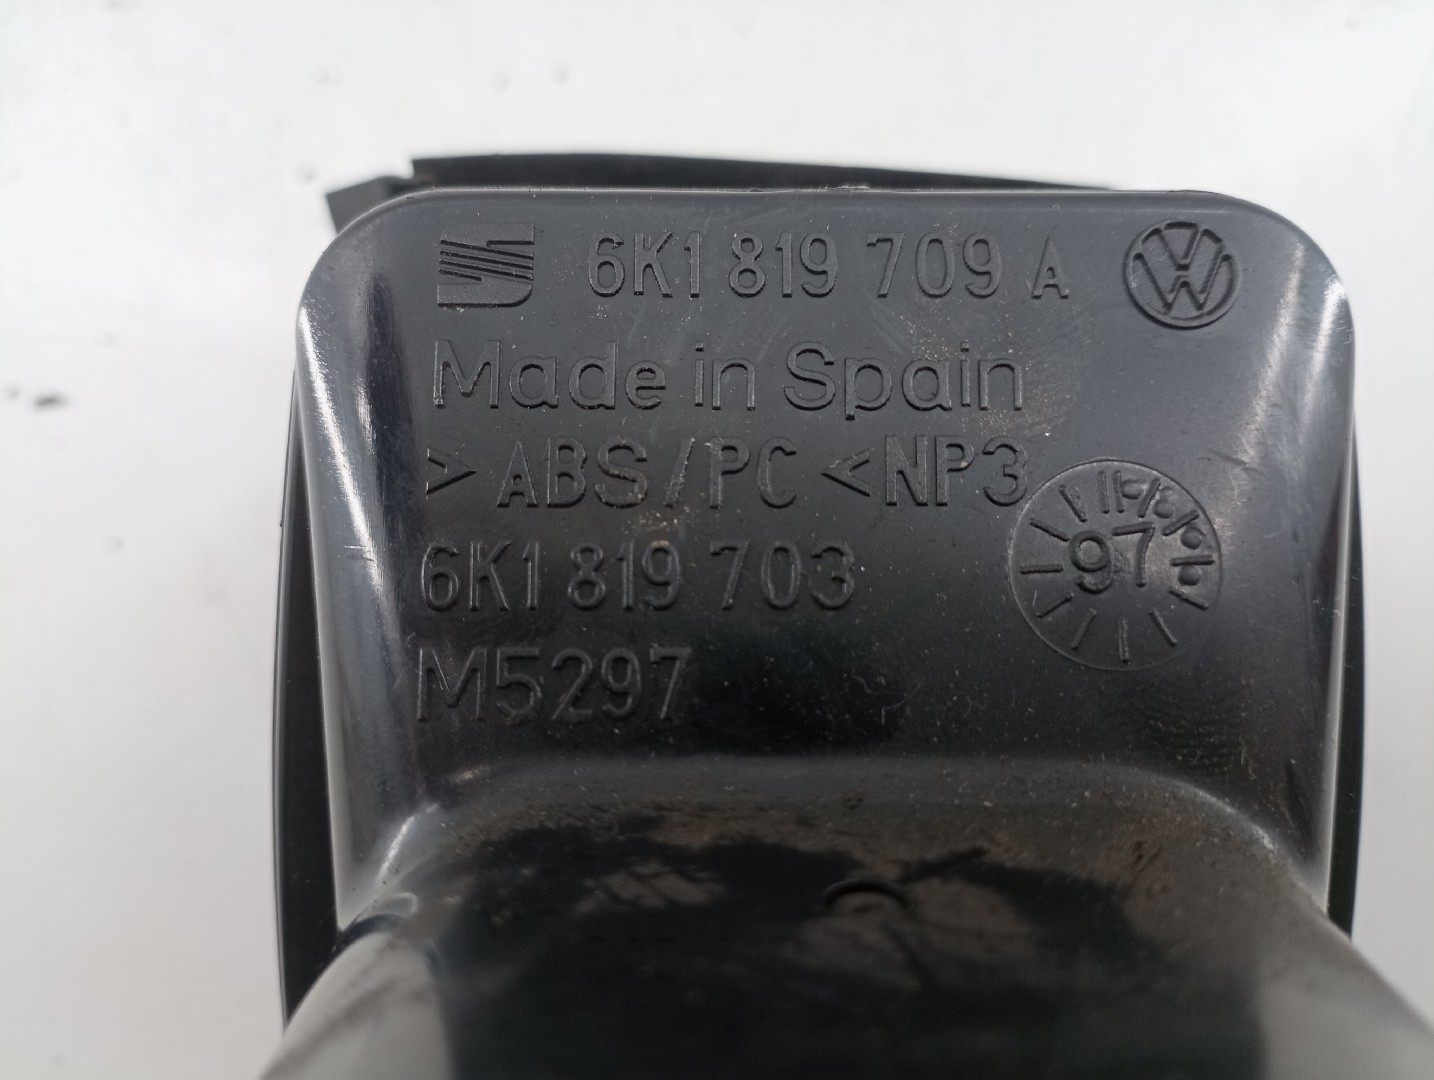 6K1 819 709 A
Made in Spain
> ABS/PC < NP3
97
6K1 819 703
M5297